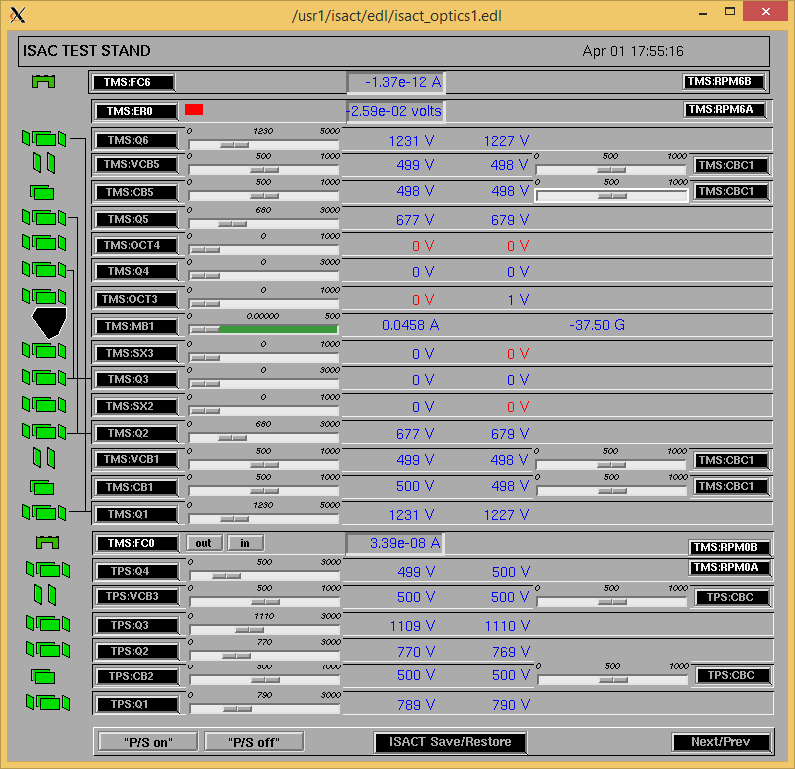 /usr1/isact/edl/isact_optics1.edl
ISAC TEST STAND Apr 01 17:55:16
TMS:FC6 -1.37e-12 A TMS:RPM6B
TMS:ER0 -2.59e-02 volts TMS:RPM6A
TMS:Q6 0 1230 5000 1231 V 1227 V
TMS:VCB5 0 500 1000 499 V 498 V 0 500 1000 TMS:CBC1
TMS:CB5 0 500 1000 498 V 498 V 0 500 1000 TMS:CBC1
TMS:Q5 0 680 3000 677 V 679 V
TMS:OCT4 0 0 1000 0 V 0 V
TMS:Q4 0 0 3000 0 V 0 V
TMS:OCT3 0 0 1000 0 V 1 V
TMS:MB1 0 0.00000 500 0.0458 A -37.50 G
TMS:SX3 0 0 1000 0 V 0 V
TMS:Q3 0 0 3000 0 V 0 V
TMS:SX2 0 0 1000 0 V 0 V
TMS:Q2 0 680 3000 677 V 679 V
TMS:VCB1 0 500 1000 499 V 498 V 0 500 1000 TMS:CBC1
TMS:CB1 0 500 1000 500 V 498 V 0 500 1000 TMS:CBC1
TMS:Q1 0 1230 5000 1231 V 1227 V
TMS:FC0 out in 3.39e-08 A TMS:RPM0B
TMS:RPM0A
TPS:Q4 0 500 3000 499 V 500 V
TPS:VCB3 0 500 1000 500 V 500 V 0 500 1000 TPS:CBC
TPS:Q3 0 1110 3000 1109 V 1110 V
TPS:Q2 0 770 3000 770 V 769 V
TPS:CB2 0 500 1000 500 V 500 V 0 500 1000 TPS:CBC
TPS:Q1 0 790 3000 789 V 790 V
"P/S on" "P/S off" ISACT Save/Restore Next/Prev